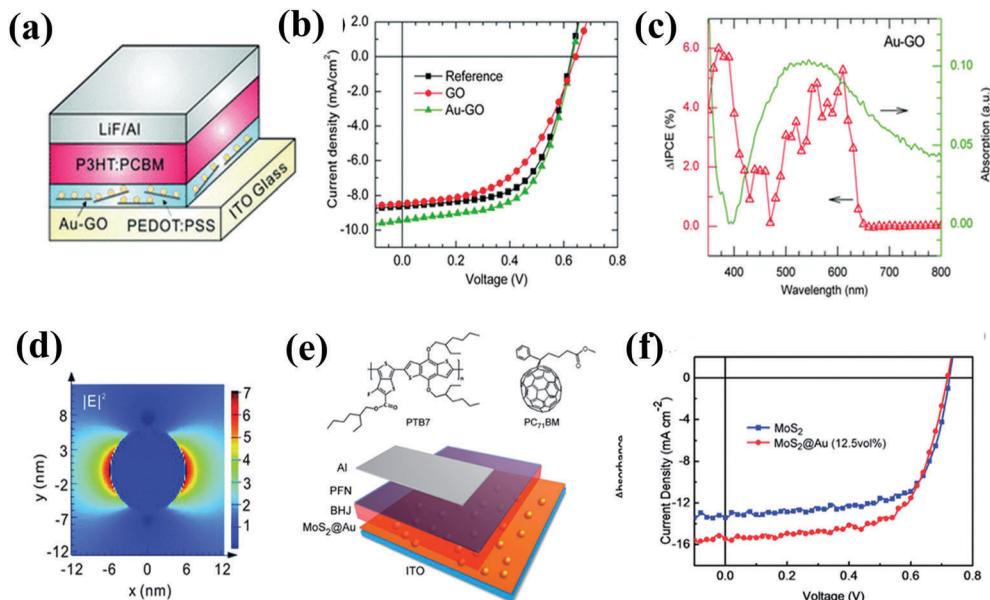 (a)
LiF/Al
P3HT:PCBM
Au-GO
PEDOT:PSS
ITO Glass
(b)
2.0
0.0
-2.0
-4.0
-6.0
-8.0
-10.0
Current density (mA/cm²)
Reference
GO
Au-GO
0.0 0.2 0.4 0.6 0.8
Voltage (V)
(c)
6.0%
4.0%
2.0%
0.0%
ΔIPCE (%)
Au-GO
0.10
0.05
0.00
Absorption (a.u.)
400 500 600 700 800
Wavelength (nm)
(d)
|E|²
8
3
-2
-7
-12
y (nm)
-12 -6 0 6 12
x (nm)
7
6
5
4
3
2
1
(e)
F
O
O
O
O
n
PTB7
O
O
PC₇₁BM
Al
PFN
BHJ
MoS₂@Au
ITO
(f)
0
-4
-8
-12
-16
Absorbance
Current Density (mA cm⁻²)
MoS₂
MoS₂@Au (12.5vol%)
0.0 0.2 0.4 0.6 0.8
Voltage (V)